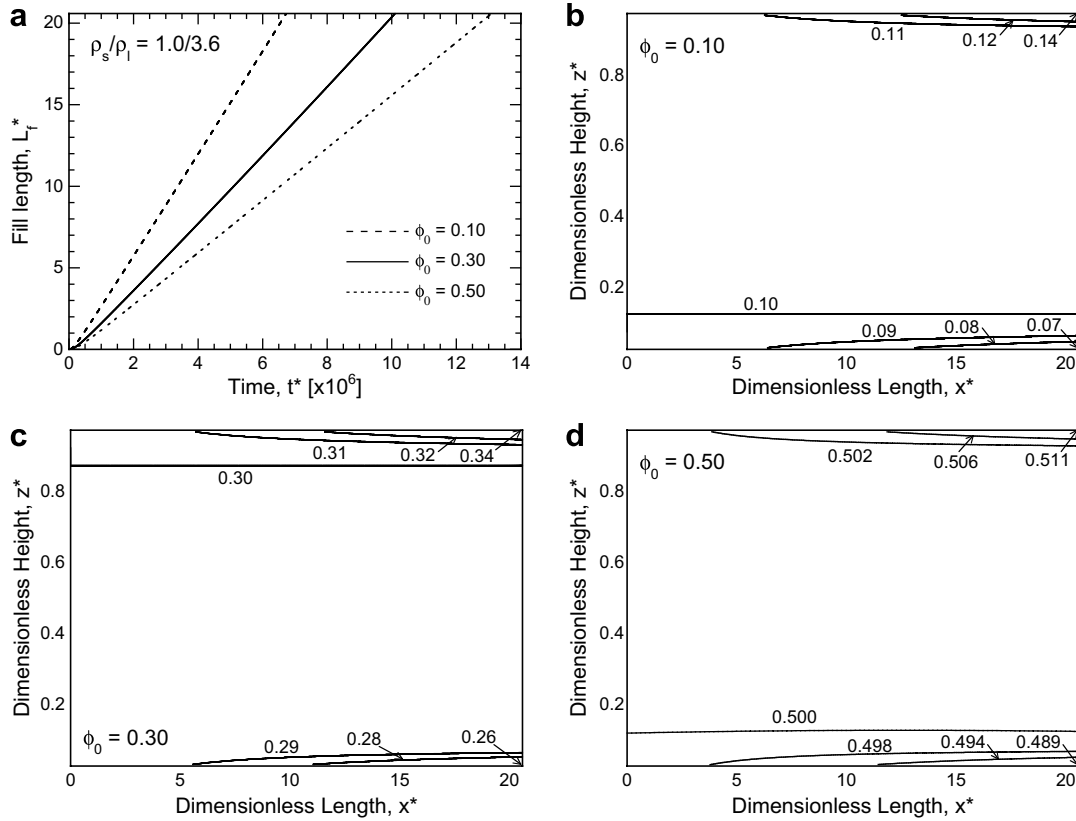 a
ρs/ρl = 1.0/3.6
Fill length, Lf*
20
15
10
5
0
ϕ0 = 0.10
ϕ0 = 0.30
ϕ0 = 0.50
0 2 4 6 8 10 12 14
Time, t* [x10^6]
b
ϕ0 = 0.10
Dimensionless Height, z*
0.8
0.6
0.4
0.2
0.11
0.12
0.14
0.10
0.09
0.08
0.07
0 5 10 15 20
Dimensionless Length, x*
c
Dimensionless Height, z*
0.8
0.6
0.4
0.2
0.31
0.32
0.34
0.30
ϕ0 = 0.30
0.29
0.28
0.26
0 5 10 15 20
Dimensionless Length, x*
d
ϕ0 = 0.50
Dimensionless Height, z*
0.8
0.6
0.4
0.2
0.502
0.506
0.511
0.500
0.498
0.494
0.489
0 5 10 15 20
Dimensionless Length, x*